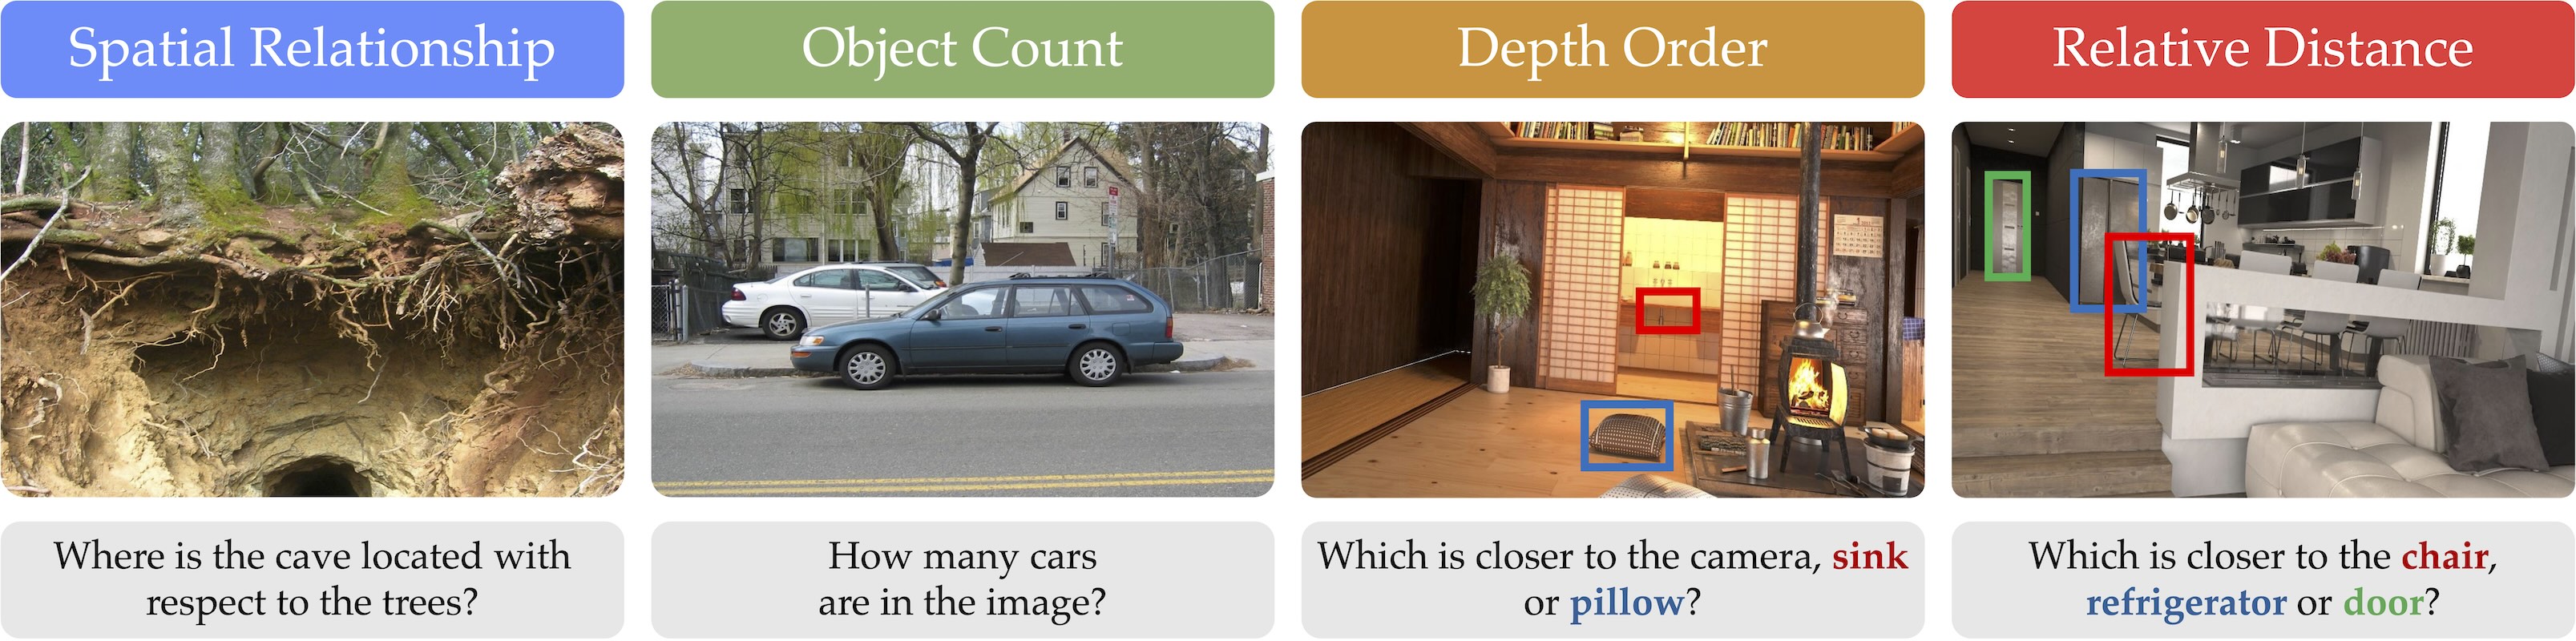 Spatial Relationship
Object Count
Depth Order
Relative Distance
Where is the cave located with
respect to the trees?
How many cars
are in the image?
Which is closer to the camera, sink
or pillow?
Which is closer to the chair,
refrigerator or door?